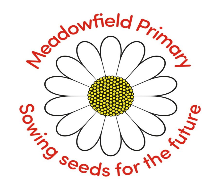 Meadowfield Primary
Sowing seeds for the future